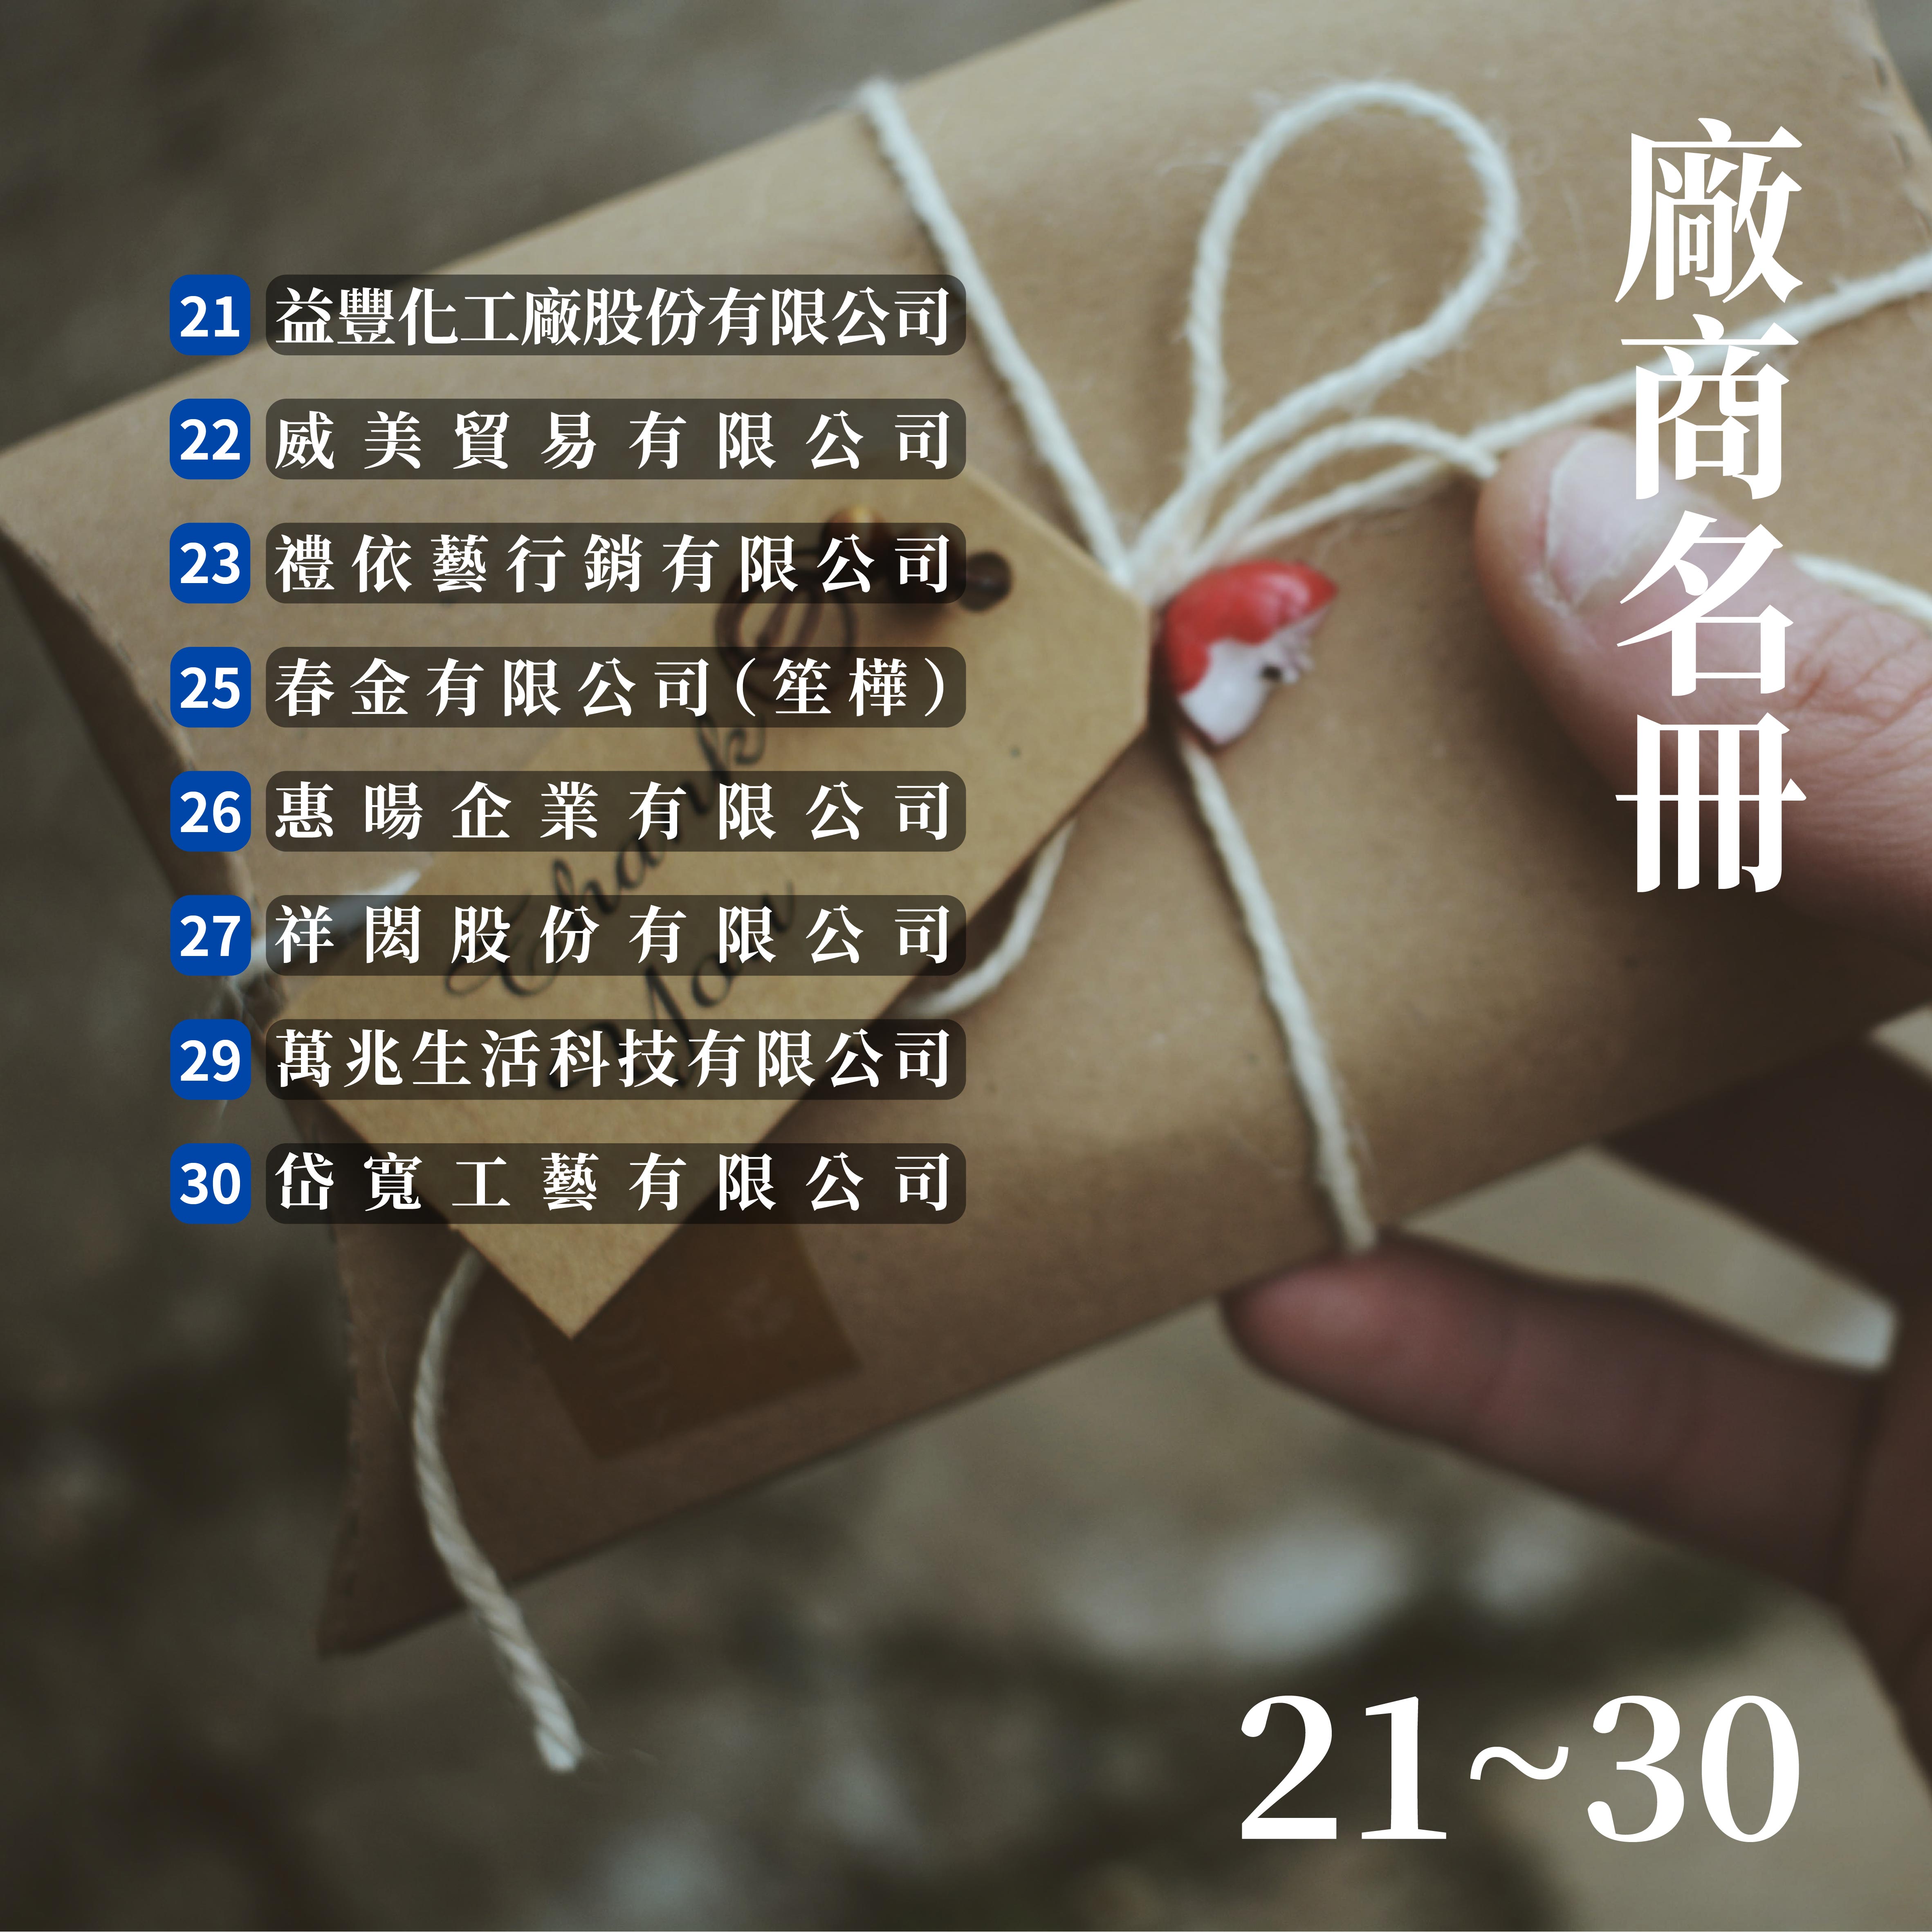 廠商名冊
21 益豐化工廠股份有限公司
22 威美貿易有限公司
23 禮依藝行銷有限公司
25 春金有限公司(笙樺)
26 惠暘企業有限公司
27 祥閎股份有限公司
29 萬兆生活科技有限公司
30 岱寬工藝有限公司
Thank
You
21~30